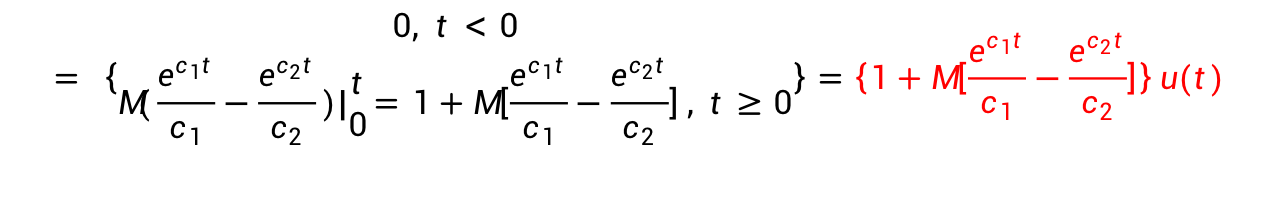 0, t < 0
= { M( e^{c_1 t}/c_1 − e^{c_2 t}/c_2 )|_0^t = 1 + M[ e^{c_1 t}/c_1 − e^{c_2 t}/c_2 ] , t ≥ 0 } = {1 + M[ e^{c_1 t}/c_1 − e^{c_2 t}/c_2 ]} u(t)